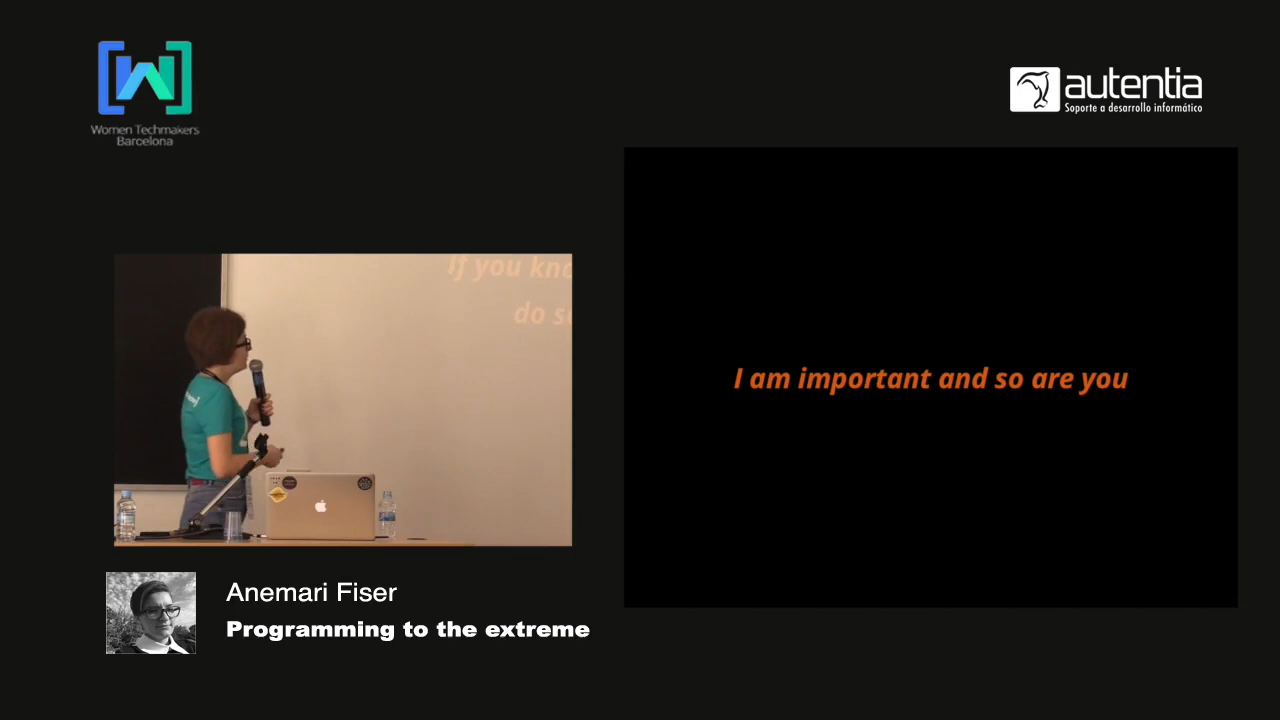 Women Techmakers
Barcelona
autentia
Soporte a desarrollo informático
If you kno
do s
I am important and so are you
Anemari Fiser
Programming to the extreme